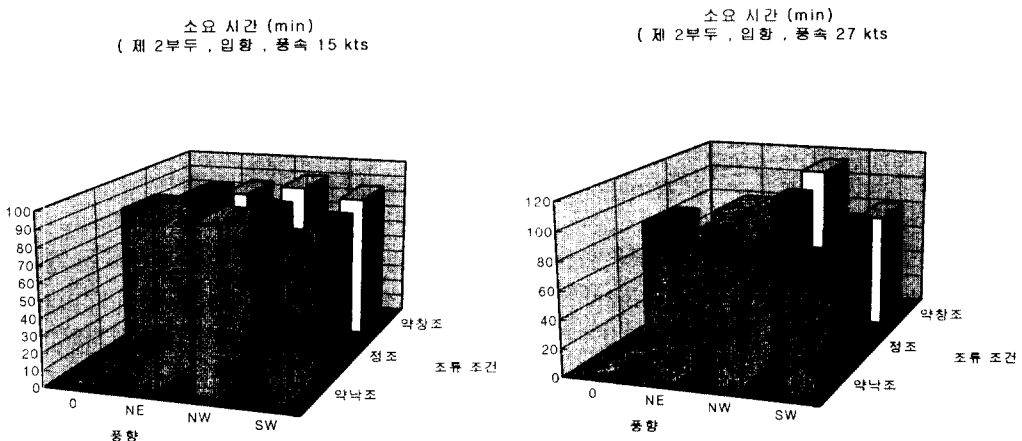 소요 시간 (min)
( 제 2부두 , 입항 , 풍속 15 kts
100
90
80
70
60
50
40
30
20
10
0
0
NE
NW
SW
풍향
약낙조
정조
약창조
조류 조건
소요 시간 (min)
( 제 2부두 , 입항 , 풍속 27 kts
120
100
80
60
40
20
0
0
NE
NW
SW
풍향
약낙조
정조
약창조
조류 조건